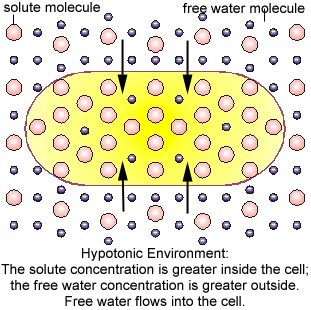 solute molecule free water molecule
Hypotonic Environment:
The solute concentration is greater inside the cell;
the free water concentration is greater outside.
Free water flows into the cell.